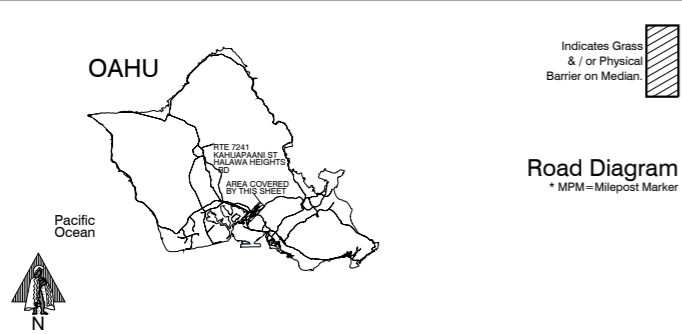 Indicates Grass
& / or Physical
Barrier on Median.
OAHU
RTE 7241
KAHUAPAANI ST
HALAWA HEIGHTS
RD
AREA COVERED
BY THIS SHEET
Road Diagram
* MPM=Milepost Marker
Pacific
Ocean
N